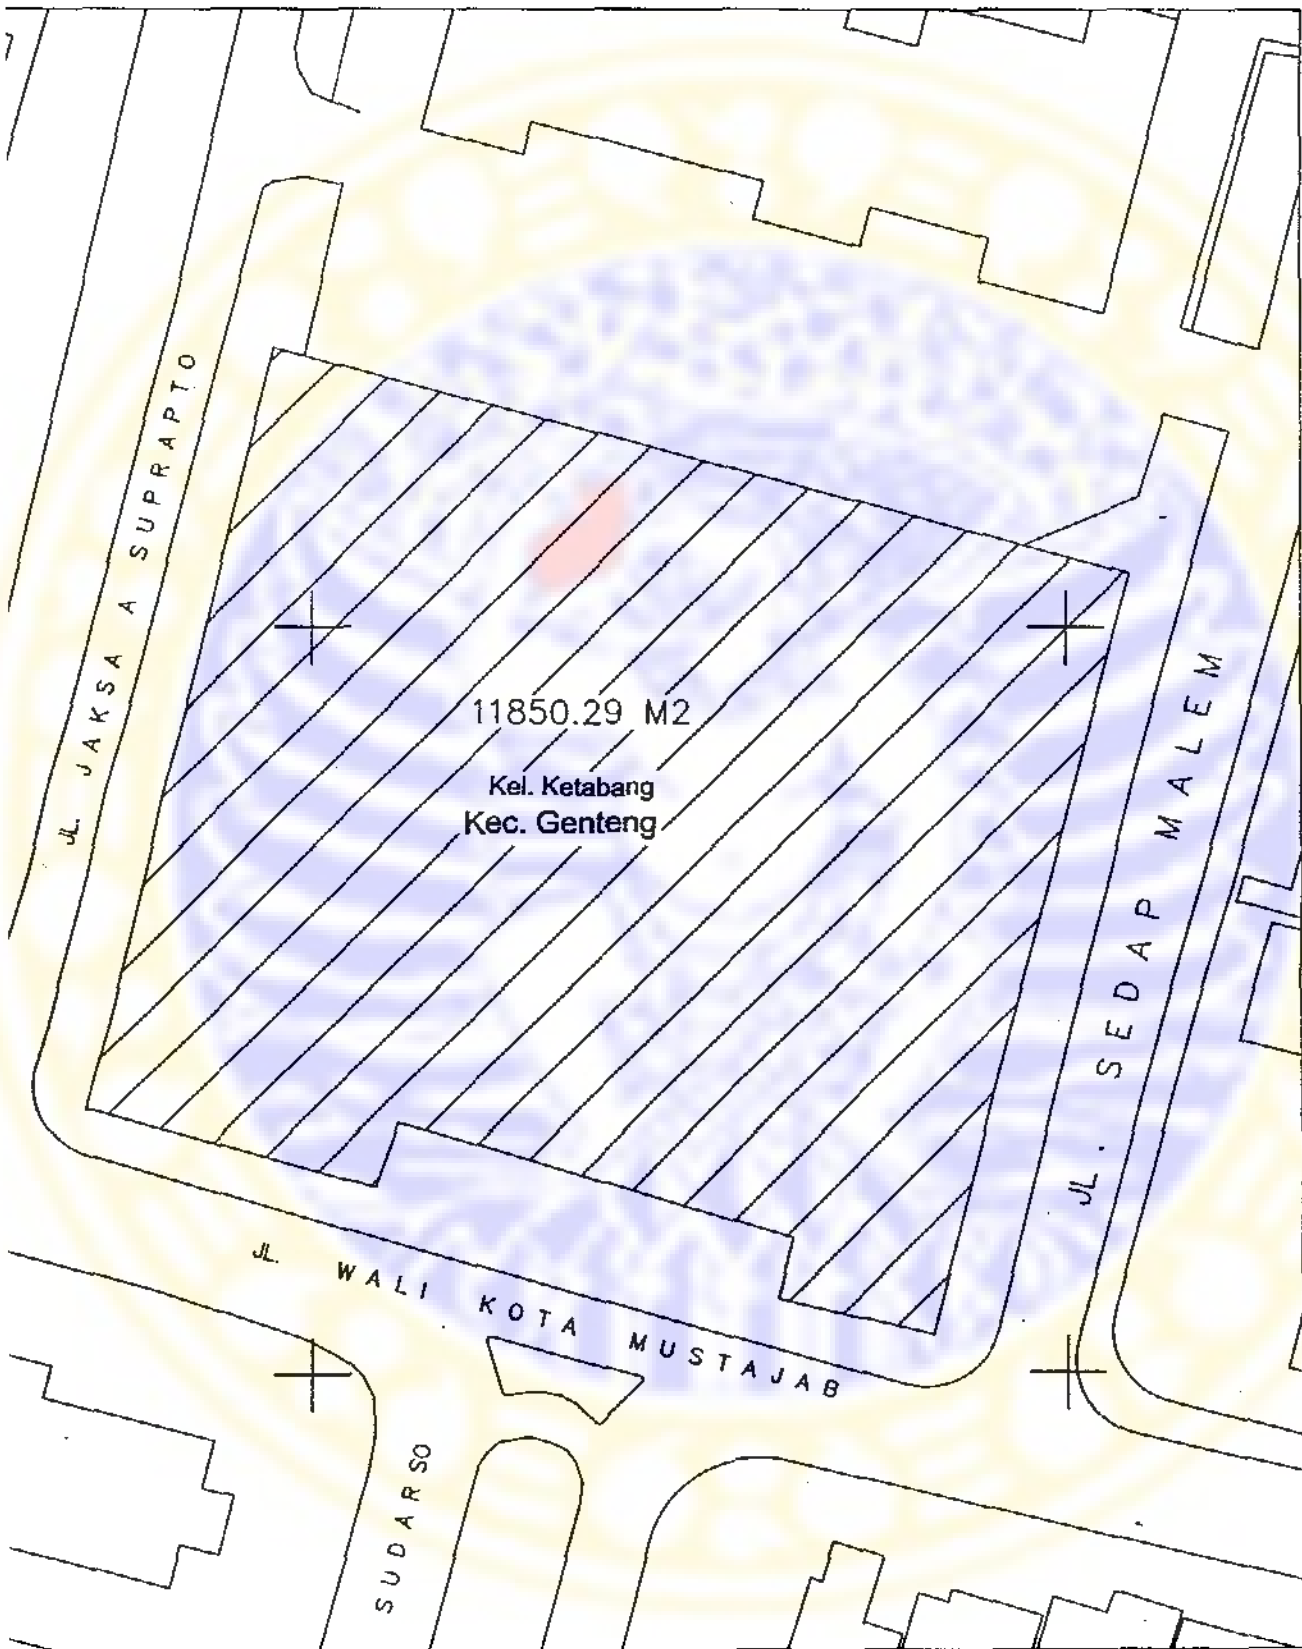 JL. JAKSA A SUPRAPTO
11850.29 M2
Kel. Ketabang
Kec. Genteng
JL. SEDAP MALEM
JL. WALI KOTA MUSTAJAB
SUDARSO